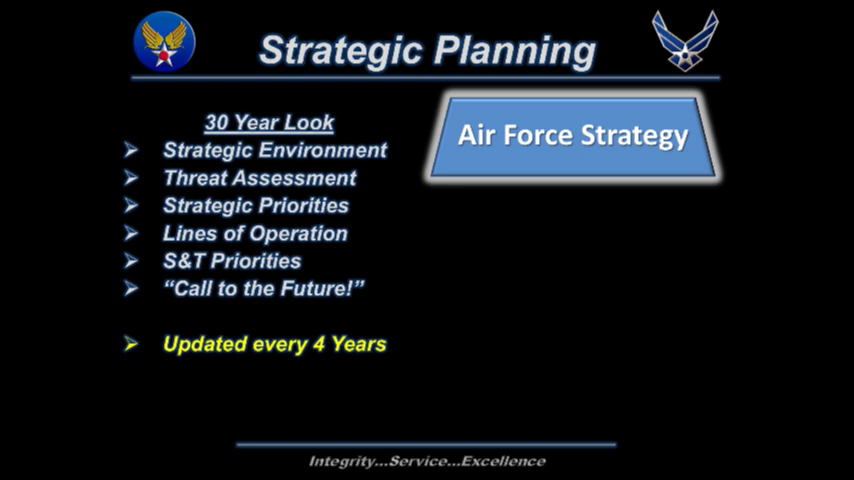 Strategic Planning
30 Year Look
Strategic Environment
Threat Assessment
Strategic Priorities
Lines of Operation
S&T Priorities
“Call to the Future!”
Updated every 4 Years
Air Force Strategy
Integrity...Service...Excellence